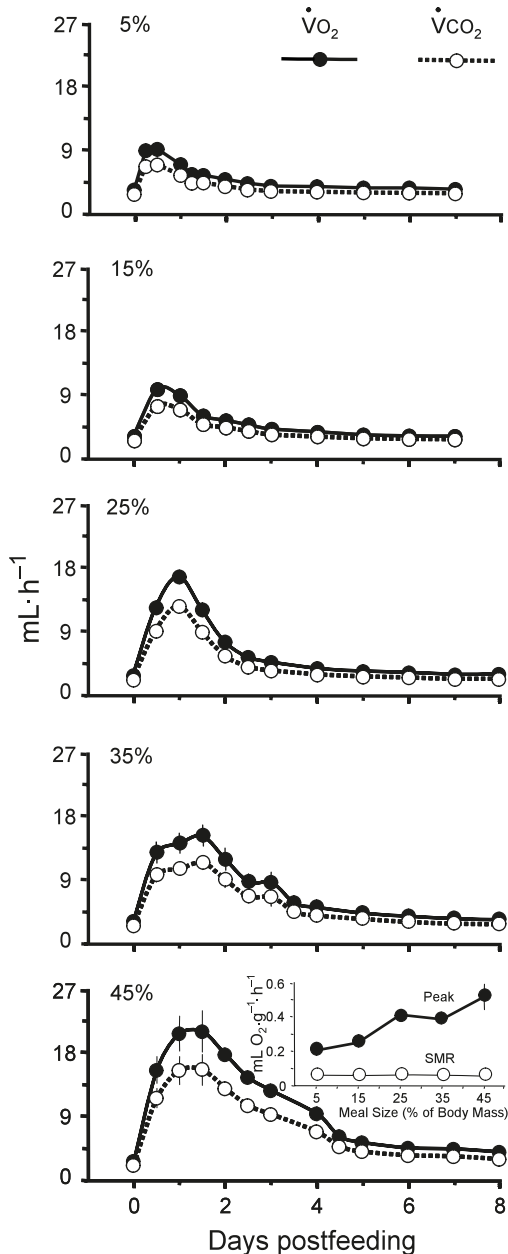 27
5%
V̇O₂
V̇CO₂
18
9
0
27
15%
18
9
0
27
25%
18
9
0
mL·h⁻¹
27
35%
18
9
0
27
45%
18
9
0
0 2 4 6 8
Days postfeeding
0.6
0.4
0.2
0
mL O₂·g⁻¹·h⁻¹
Peak
SMR
5 15 25 35 45
Meal Size (% of Body Mass)